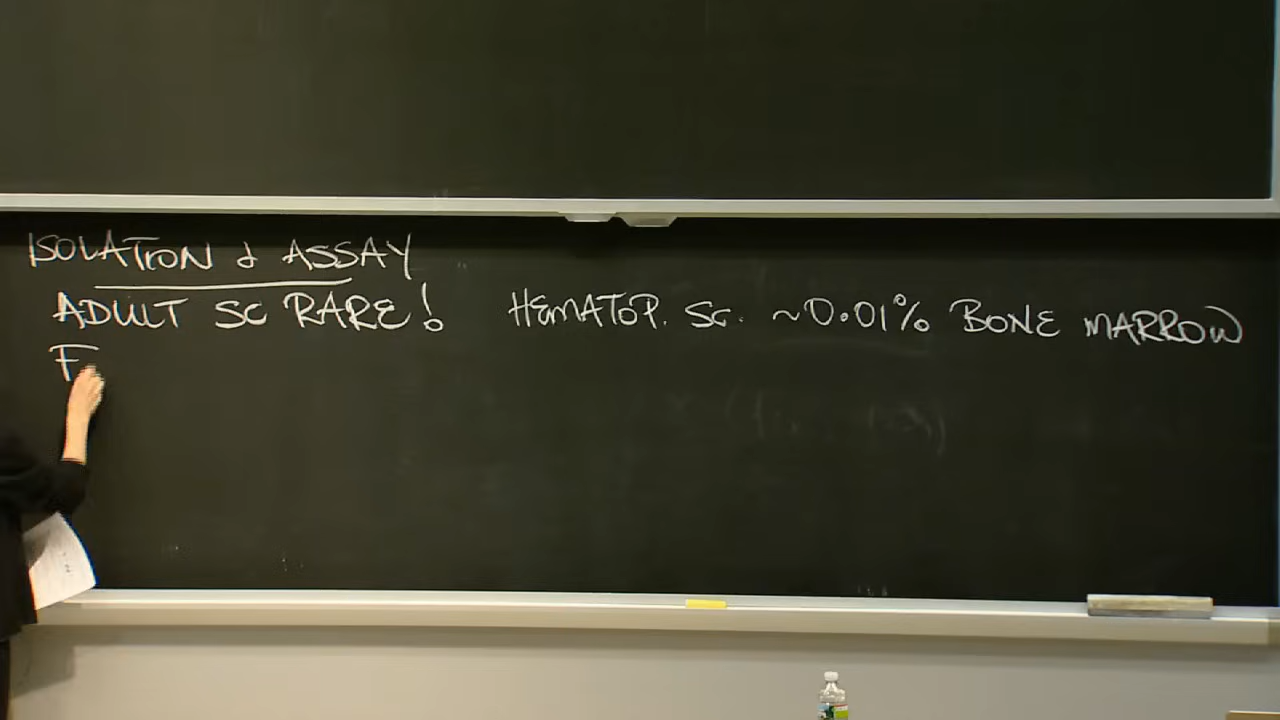 ISOLATION & ASSAY
ADULT SC RARE! HEMATOP. SC. ~0.01% BONE MARROW
F